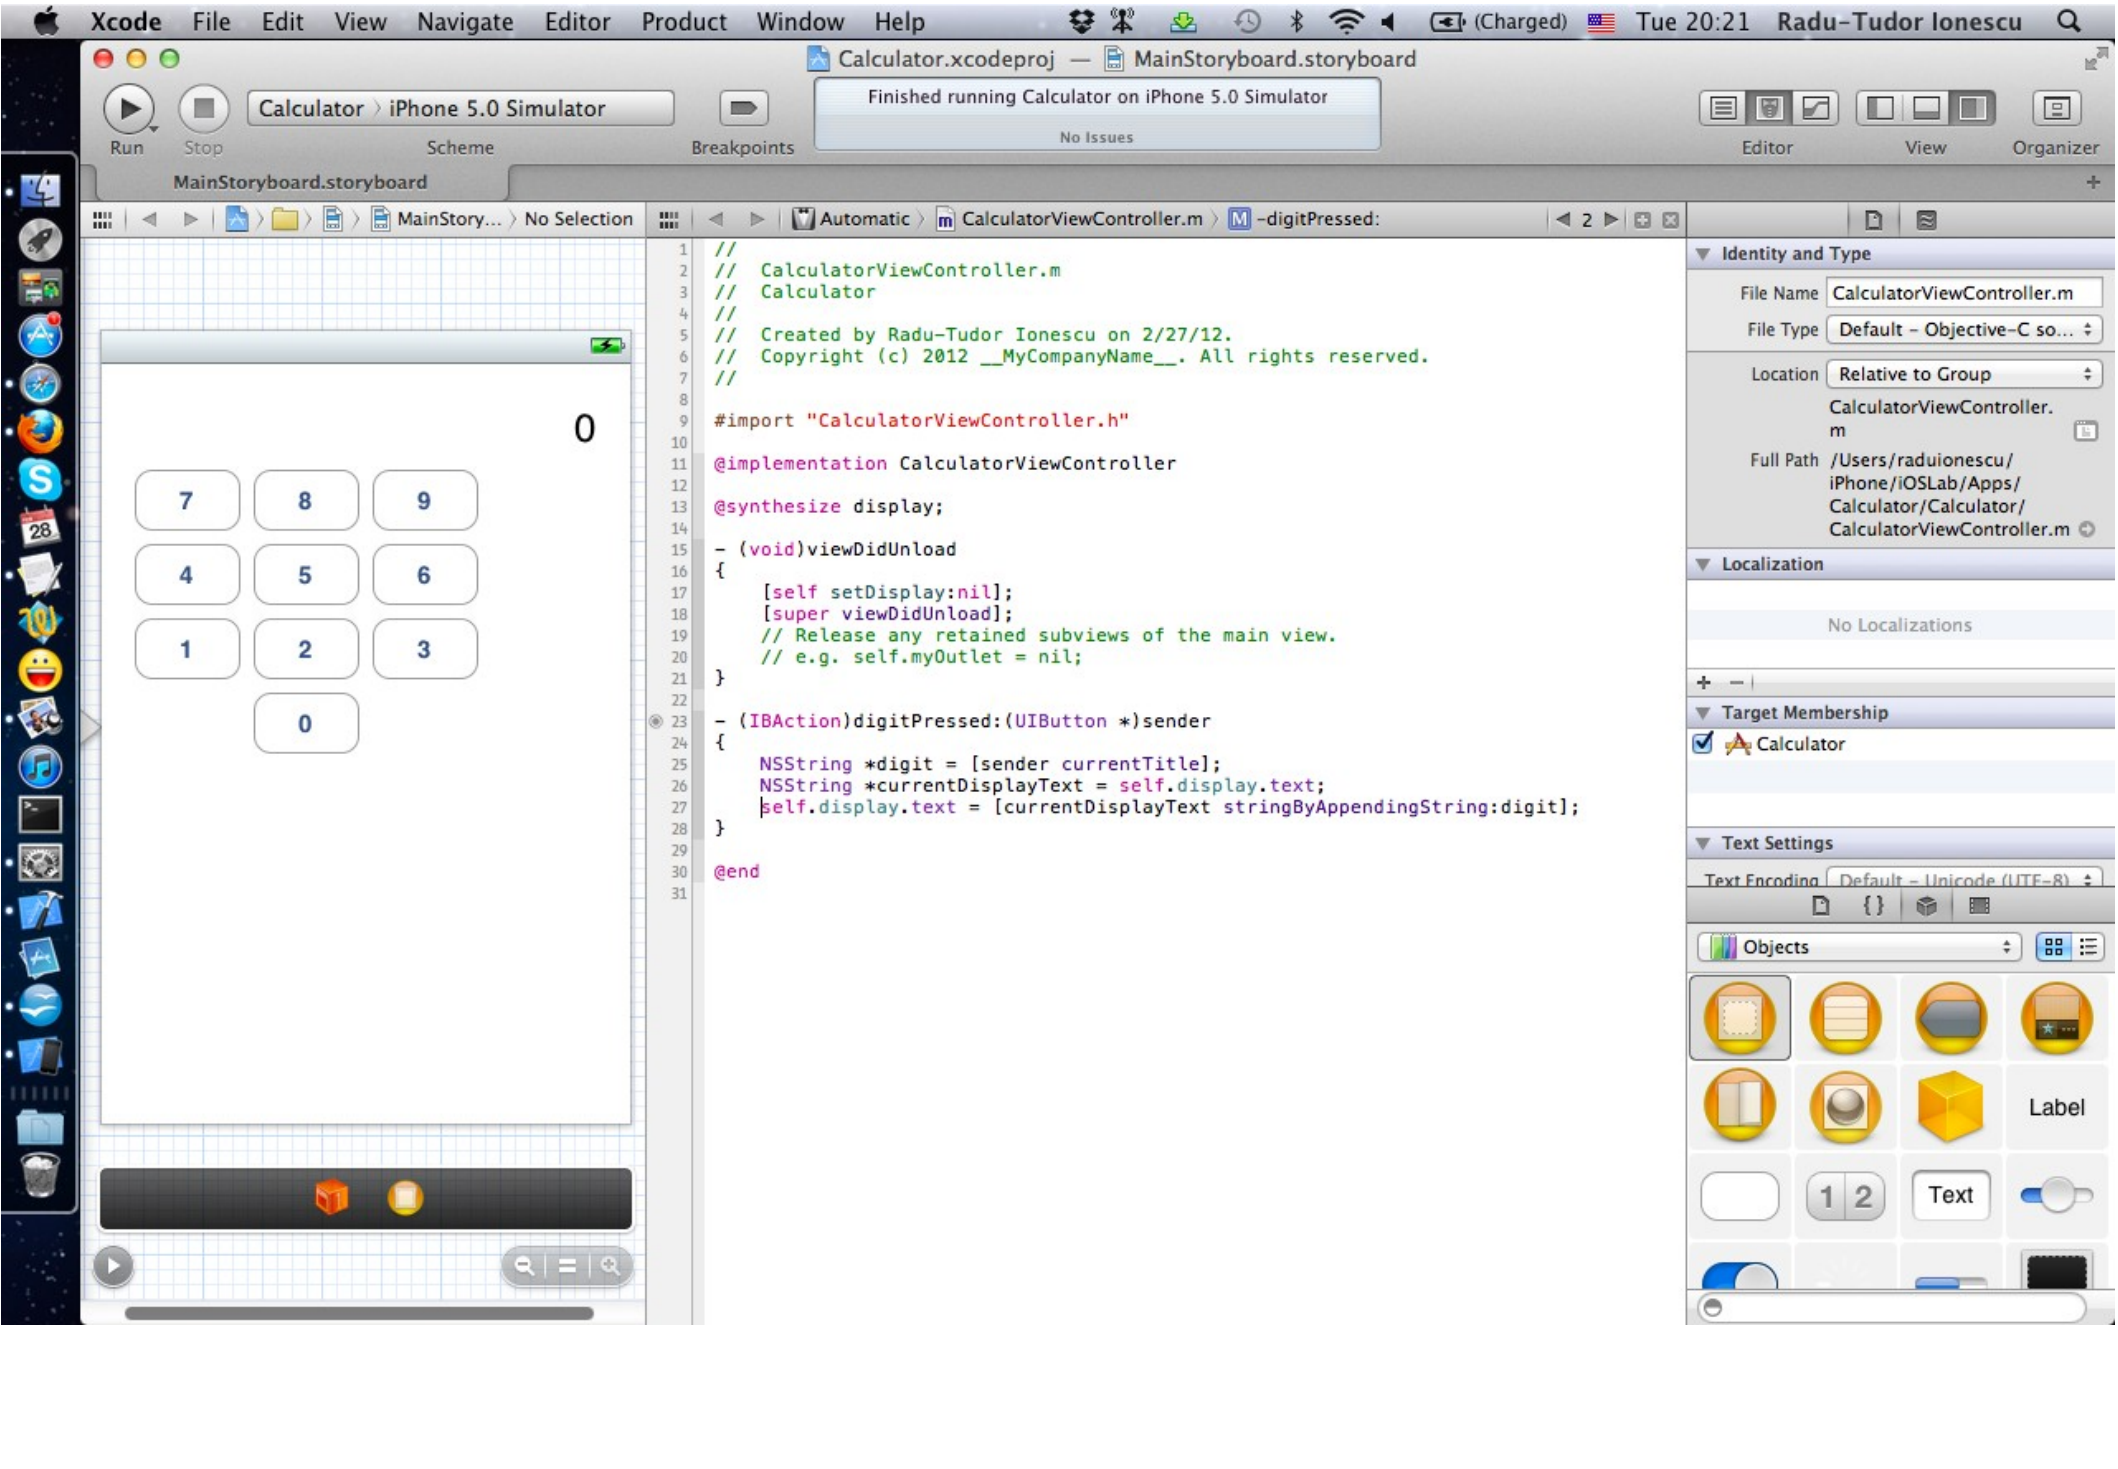 Xcode File Edit View Navigate Editor Product Window Help (Charged) Tue 20:21 Radu-Tudor Ionescu
Calculator.xcodeproj — MainStoryboard.storyboard
Calculator iPhone 5.0 Simulator
Finished running Calculator on iPhone 5.0 Simulator
No Issues
Run Stop Scheme Breakpoints Editor View Organizer
MainStoryboard.storyboard
MainStory... No Selection
Automatic CalculatorViewController.m M -digitPressed: 2
0
7 8 9
4 5 6
1 2 3
0
1 //
2 //  CalculatorViewController.m
3 //  Calculator
4 //
5 //  Created by Radu-Tudor Ionescu on 2/27/12.
6 //  Copyright (c) 2012 __MyCompanyName__. All rights reserved.
7 //
8
9 #import "CalculatorViewController.h"
10
11 @implementation CalculatorViewController
12
13 @synthesize display;
14
15 - (void)viewDidUnload
16 {
17     [self setDisplay:nil];
18     [super viewDidUnload];
19     // Release any retained subviews of the main view.
20     // e.g. self.myOutlet = nil;
21 }
22
23 - (IBAction)digitPressed:(UIButton *)sender
24 {
25     NSString *digit = [sender currentTitle];
26     NSString *currentDisplayText = self.display.text;
27     self.display.text = [currentDisplayText stringByAppendingString:digit];
28 }
29
30 @end
31
Identity and Type
File Name CalculatorViewController.m
File Type Default - Objective-C so...
Location Relative to Group
CalculatorViewController.
m
Full Path /Users/raduionescu/
iPhone/iOSLab/Apps/
Calculator/Calculator/
CalculatorViewController.m
Localization
No Localizations
+ -
Target Membership
Calculator
Text Settings
Text Encoding Default - Unicode (UTF-8)
{}
Objects
Label
1 2 Text
28